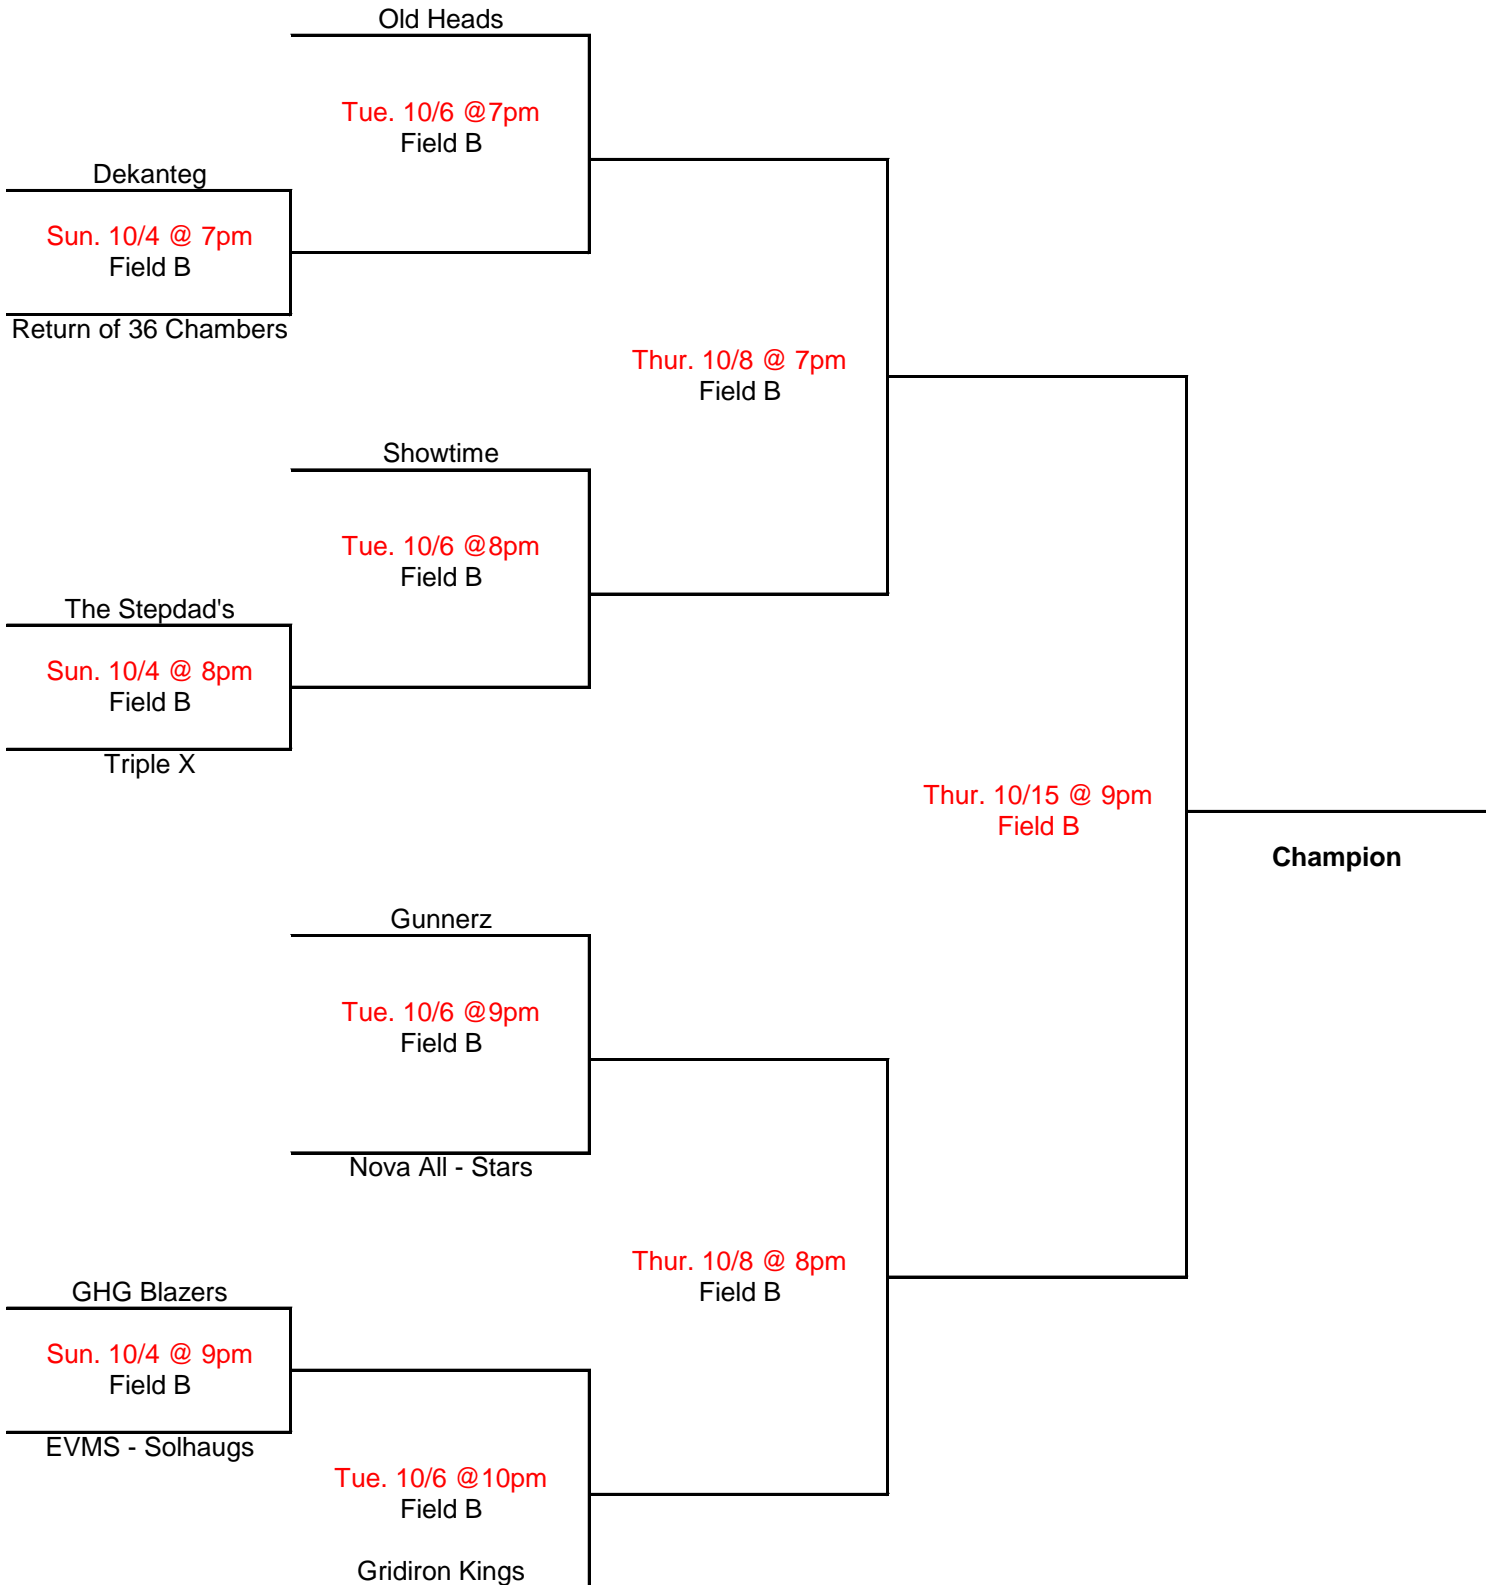 Old Heads
Tue. 10/6 @7pm
Field B
Dekanteg
Sun. 10/4 @ 7pm
Field B
Return of 36 Chambers
Thur. 10/8 @ 7pm
Field B
Showtime
Tue. 10/6 @8pm
Field B
The Stepdad's
Sun. 10/4 @ 8pm
Field B
Triple X
Thur. 10/15 @ 9pm
Field B
Champion
Gunnerz
Tue. 10/6 @9pm
Field B
Nova All - Stars
Thur. 10/8 @ 8pm
Field B
GHG Blazers
Sun. 10/4 @ 9pm
Field B
EVMS - Solhaugs
Tue. 10/6 @10pm
Field B
Gridiron Kings